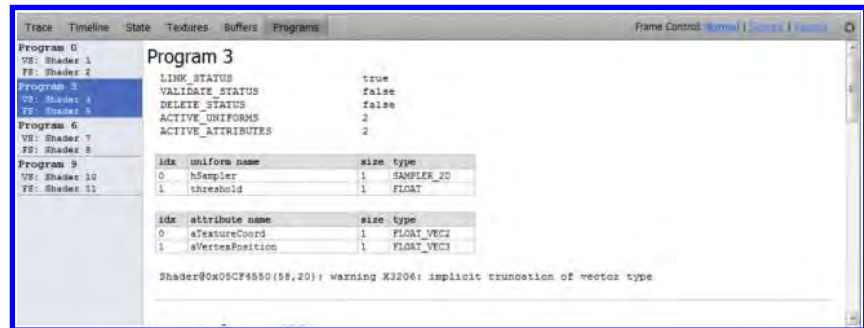 Trace Timeline State Textures Buffers Programs Frame Control: Normal | |
Program 0
VS: Shader 1
FS: Shader 2
Program 3
VS: Shader 4
FS: Shader 5
Program 6
VS: Shader 7
FS: Shader 8
Program 9
VS: Shader 10
FS: Shader 11
Program 3
LINK_STATUS true
VALIDATE_STATUS false
DELETE_STATUS false
ACTIVE_UNIFORMS 2
ACTIVE_ATTRIBUTES 2
idx uniform name size type
0 hSampler 1 SAMPLER_2D
1 threshold 1 FLOAT
idx attribute name size type
0 aTextureCoord 1 FLOAT_VEC2
1 aVertexPosition 1 FLOAT_VEC3
Shader@0x05CF4550(58,20): warning X3206: implicit truncation of vector type